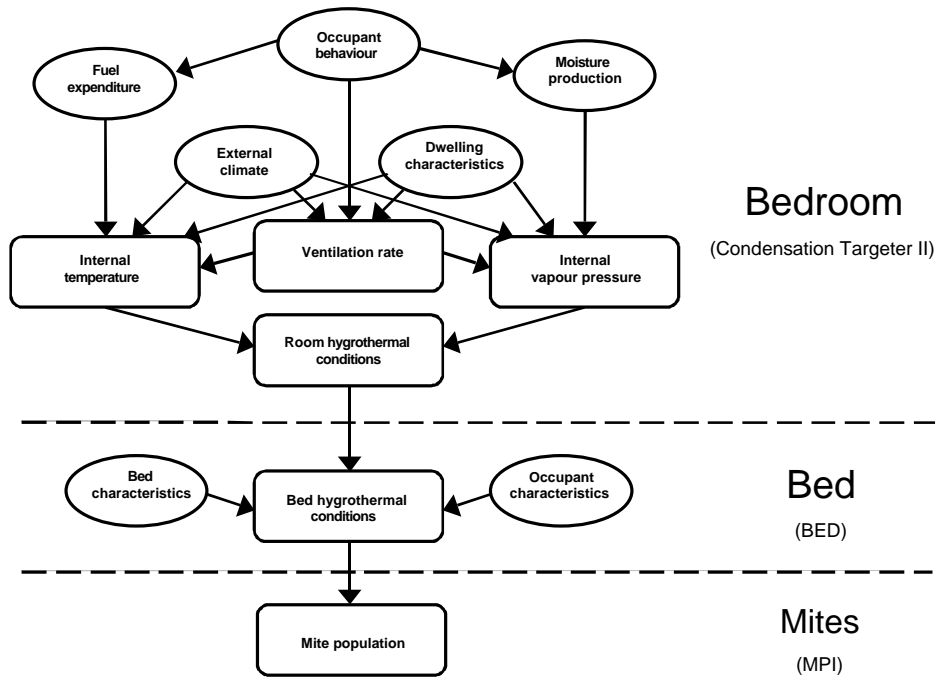 Occupant
behaviour
Fuel
expenditure
Moisture
production
External
climate
Dwelling
characteristics
Bedroom
(Condensation Targeter II)
Internal
temperature
Ventilation rate
Internal
vapour pressure
Room hygrothermal
conditions
Bed
characteristics
Bed hygrothermal
conditions
Occupant
characteristics
Bed
(BED)
Mite population
Mites
(MPI)